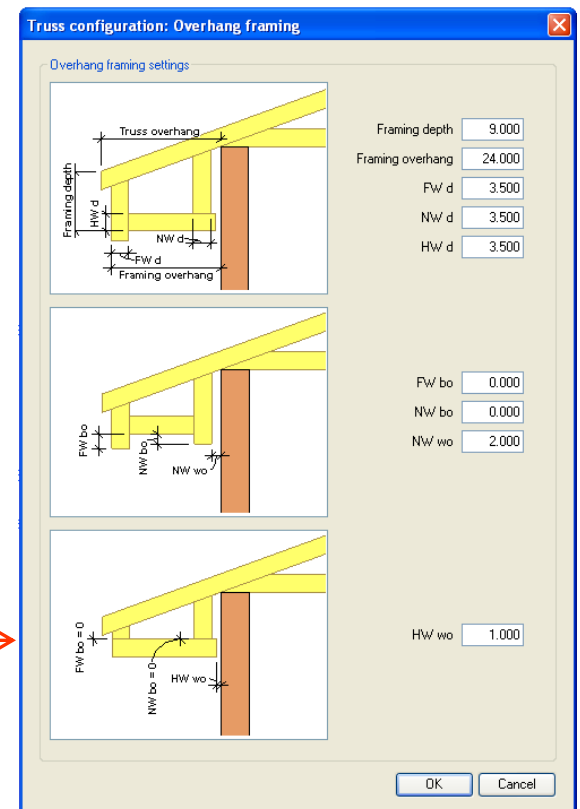 Truss configuration: Overhang framing
Overhang framing settings
Truss overhang
Framing depth
HW d
NW d
FW d
Framing overhang
Framing depth 9.000
Framing overhang 24.000
FW d 3.500
NW d 3.500
HW d 3.500
FW bo
NW bo
NW wo
FW bo 0.000
NW bo 0.000
NW wo 2.000
FW bo = 0
NW bo = 0
HW wo
HW wo 1.000
OK Cancel